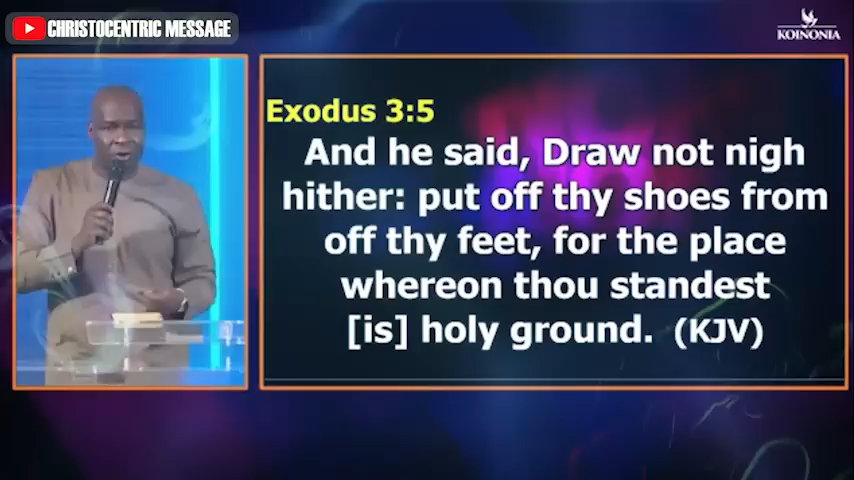 CHRISTOCENTRIC MESSAGE
KOINONIA
Exodus 3:5
And he said, Draw not nigh
hither: put off thy shoes from
off thy feet, for the place
whereon thou standest
[is] holy ground. (KJV)